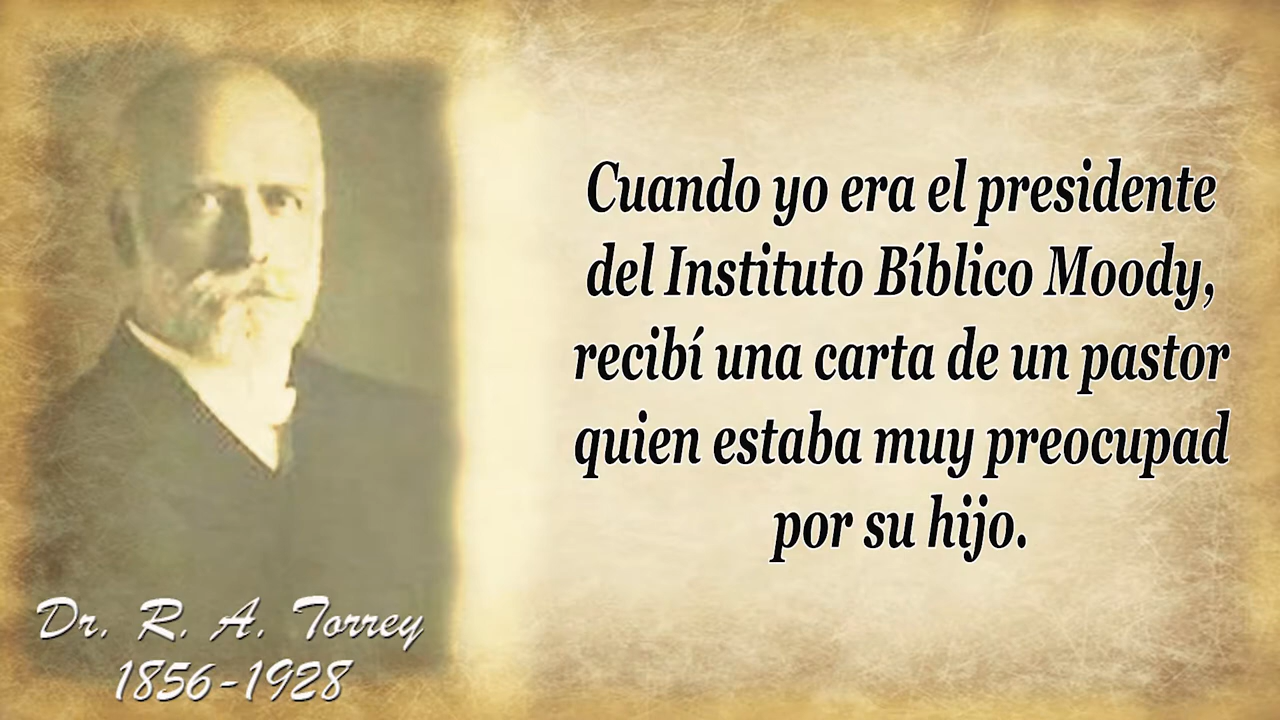 Cuando yo era el presidente
del Instituto Bíblico Moody,
recibí una carta de un pastor
quien estaba muy preocupad
por su hijo.
Dr. R. A. Torrey
1856-1928